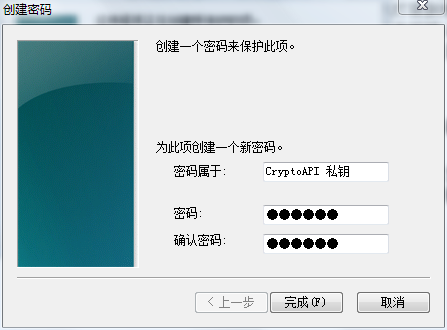 创建密码
创建一个密码来保护此项。
为此项创建一个新密码。
密码属于: CryptoAPI 私钥
密码: ●●●●●●
确认密码: ●●●●●●
< 上一步 完成(F) 取消